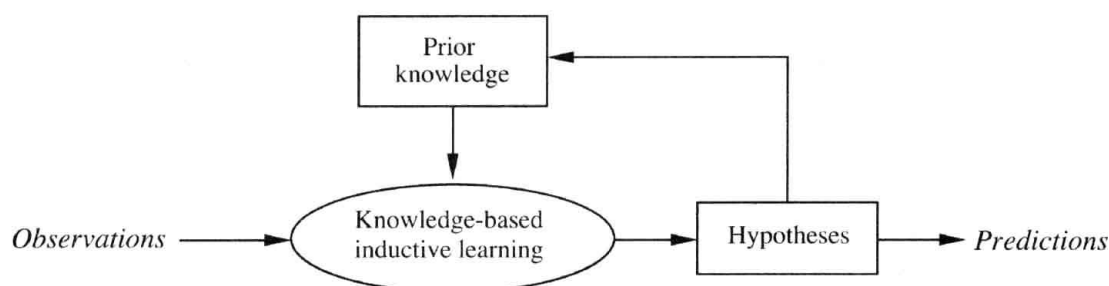 Prior
knowledge
Observations
Knowledge-based
inductive learning
Hypotheses
Predictions